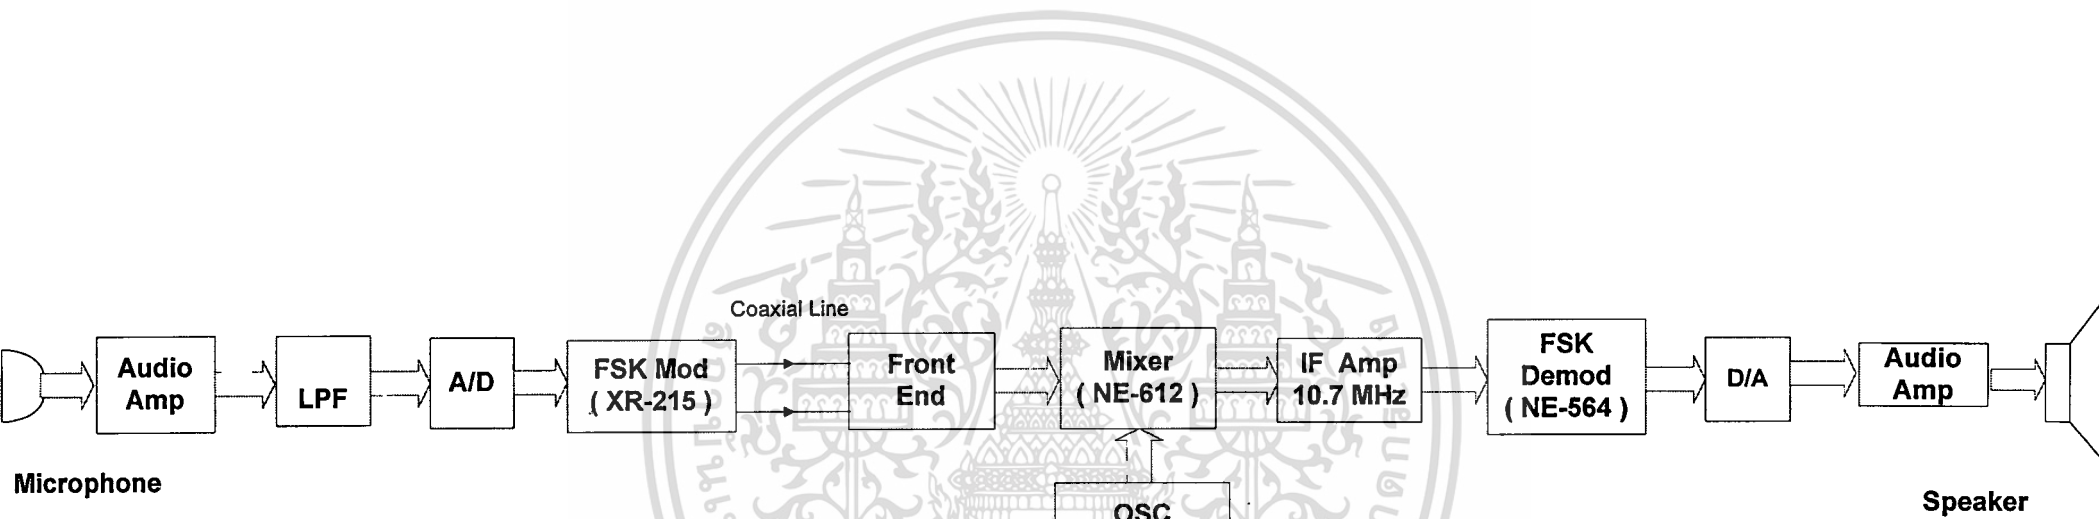 Coaxial Line
Audio
Amp
LPF
A/D
FSK Mod
( XR-215 )
Front
End
Mixer
( NE-612 )
IF Amp
10.7 MHz
FSK
Demod
( NE-564 )
D/A
Audio
Amp
Microphone
OSC
Speaker